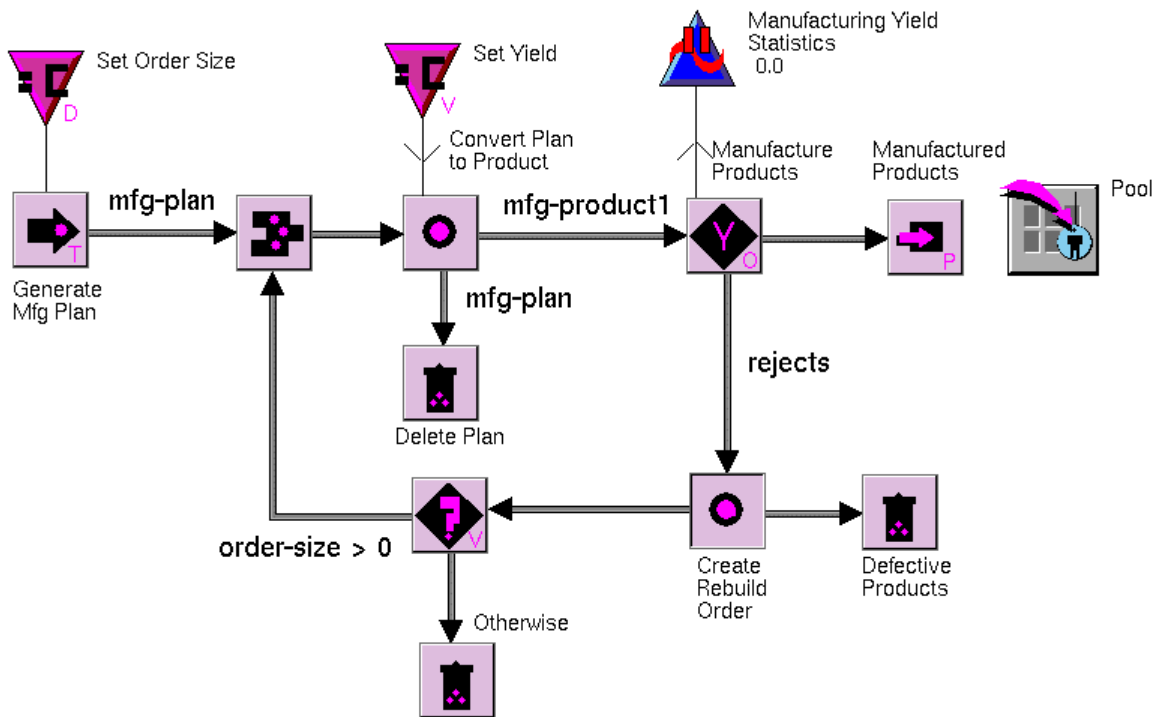 Set Order Size
D
Set Yield
V
Manufacturing Yield
Statistics
0.0
Convert Plan
to Product
Manufacture
Products
Manufactured
Products
Pool
mfg-plan
mfg-product1
T
Y
O
P
Generate
Mfg Plan
mfg-plan
rejects
Delete Plan
order-size > 0
?
V
Create
Rebuild
Order
Defective
Products
Otherwise